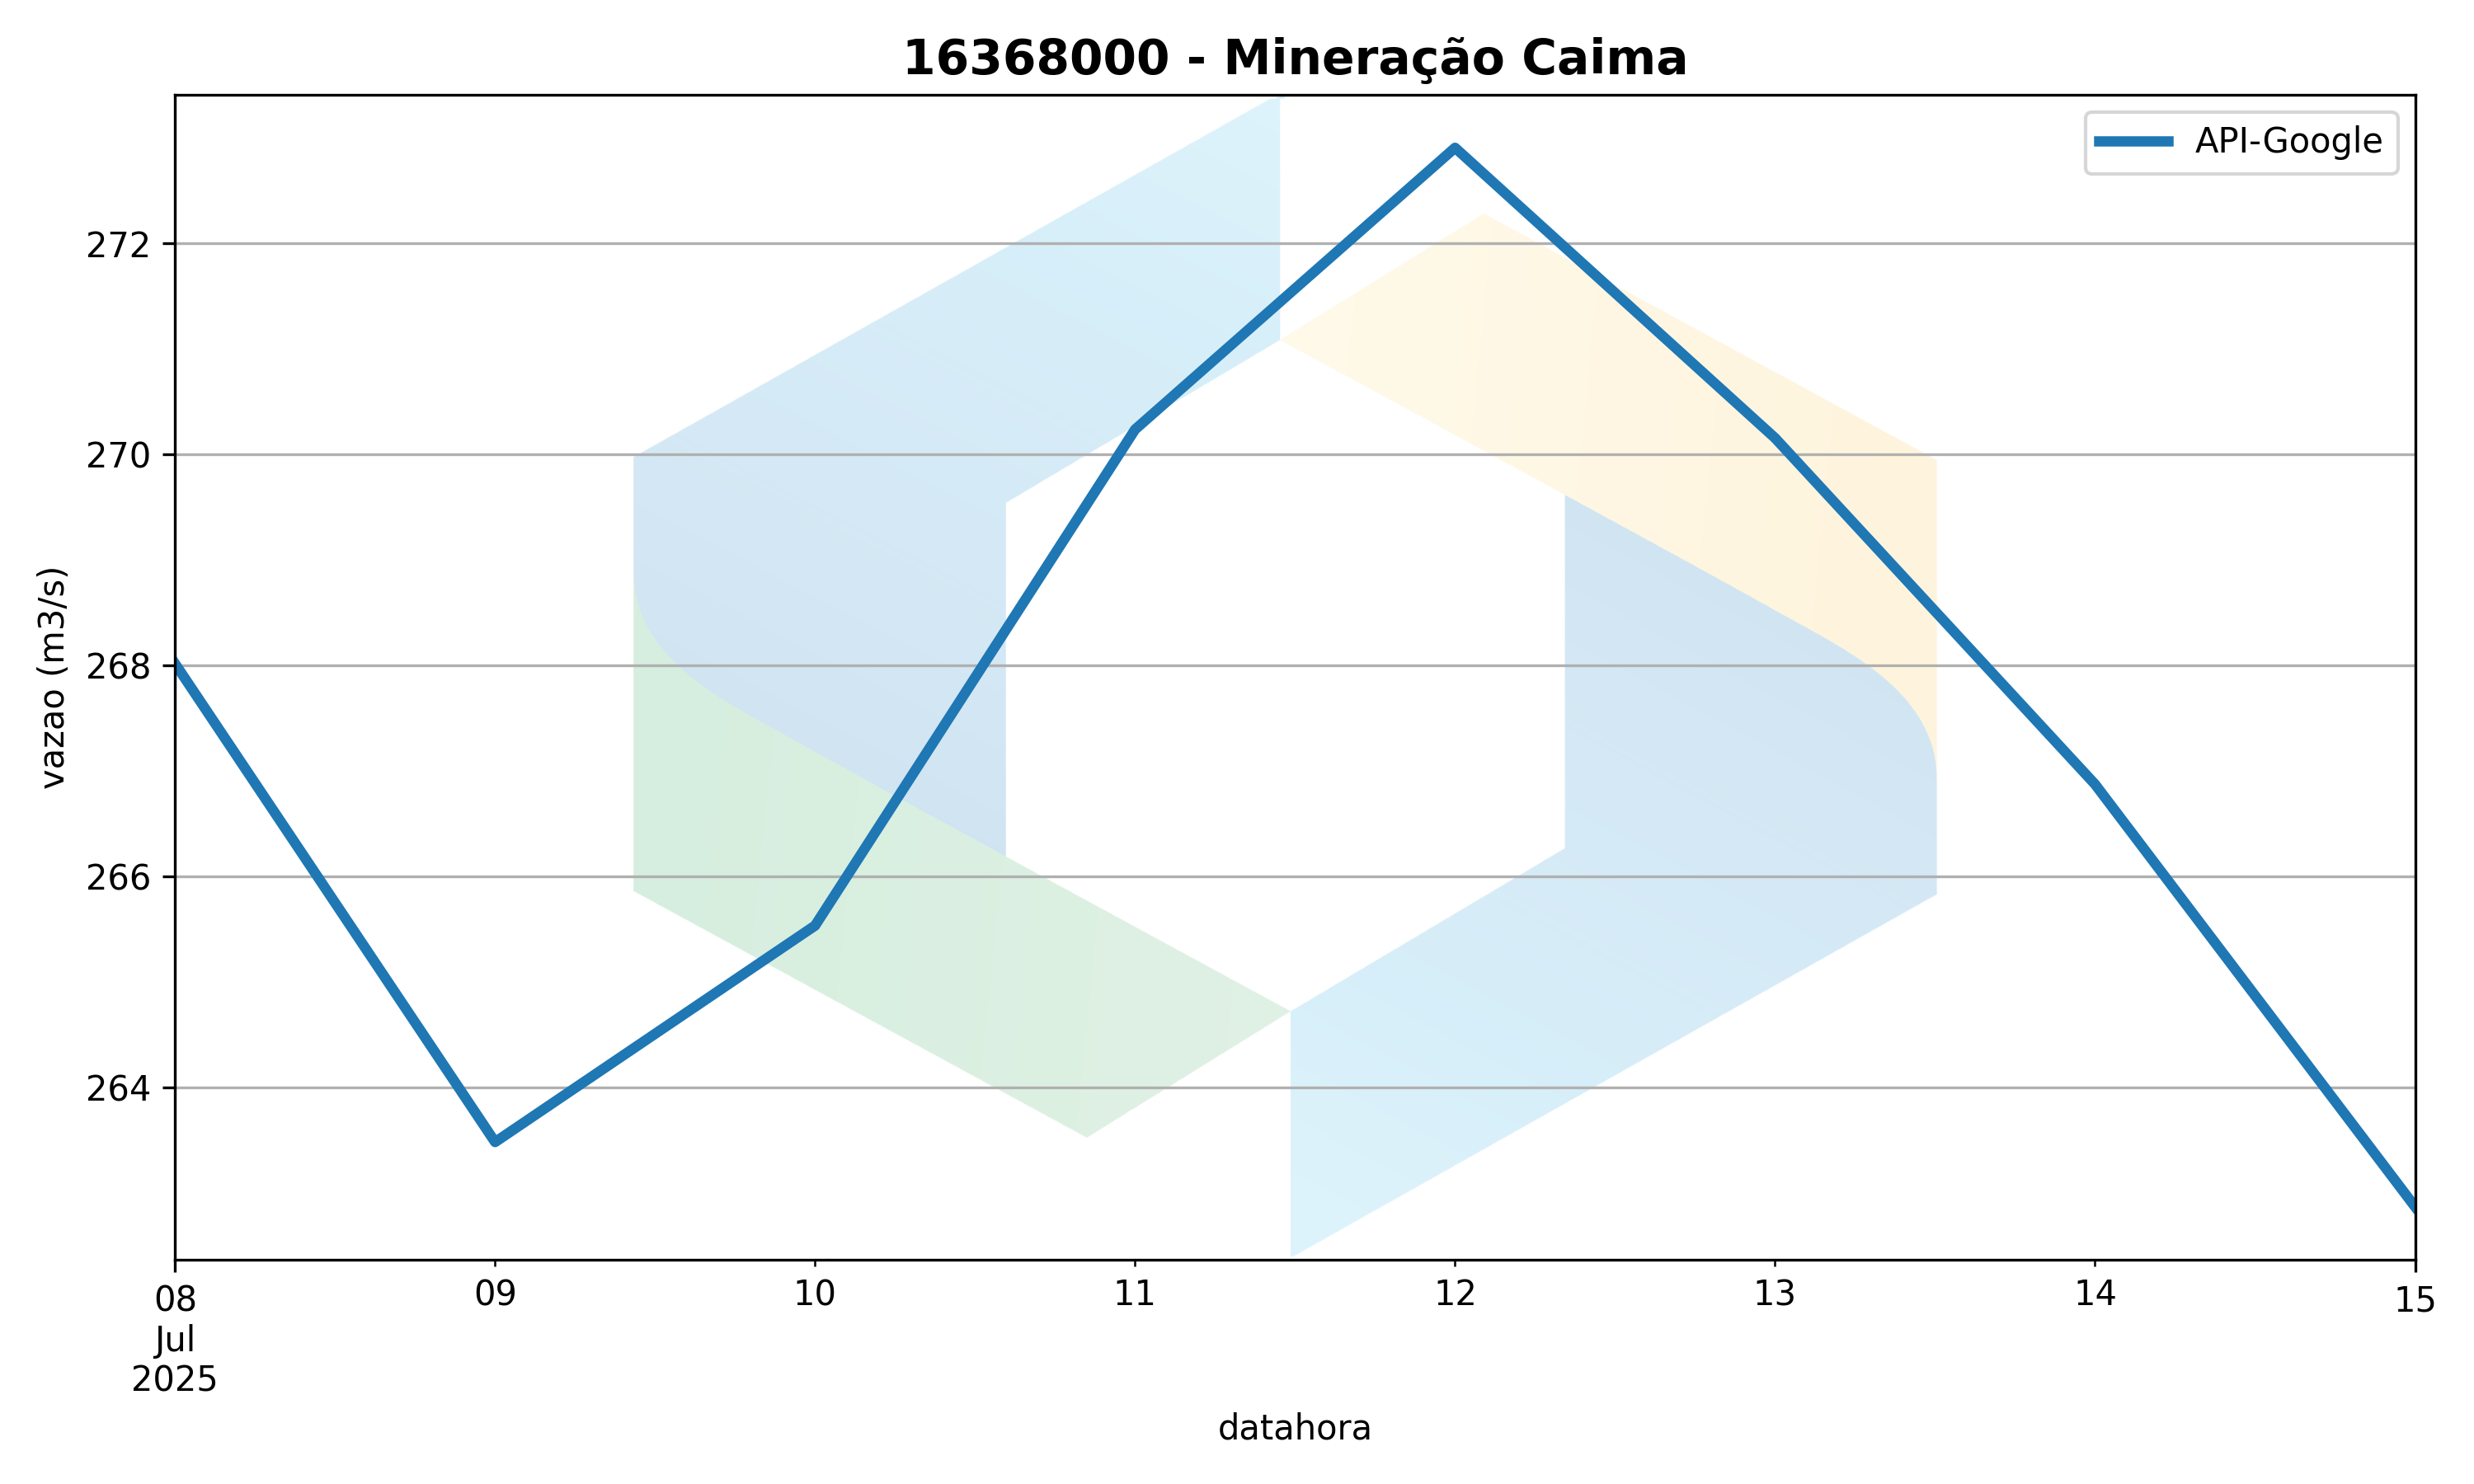 16368000 - Mineração Caima
API-Google
vazao (m3/s)
272
270
268
266
264
08 09 10 11 12 13 14 15
Jul
2025
datahora